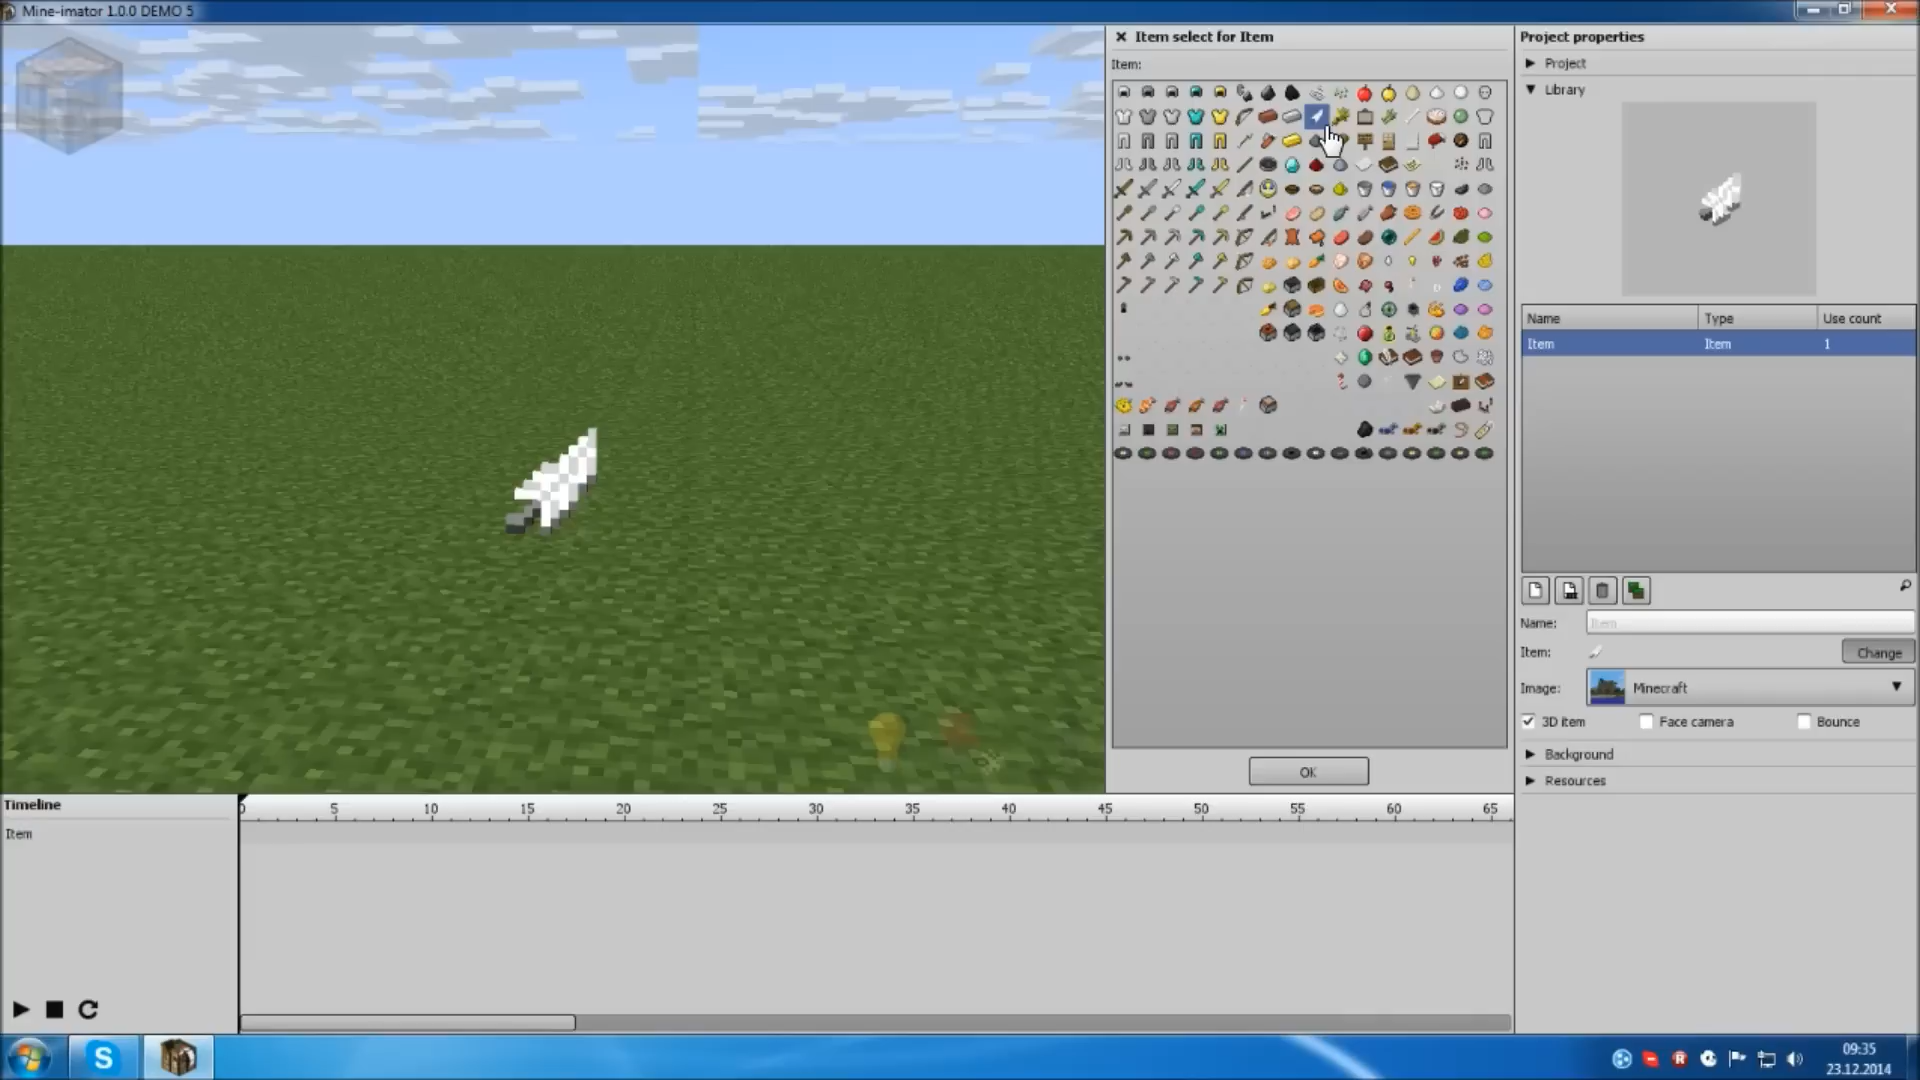 Mine-imator 1.0.0 DEMO 5
Item select for Item
Item:
Project properties
Project
Library
Name Type Use count
Item Item 1
Name: Item
Item: Change
Image: Minecraft
3D item Face camera Bounce
Background
Resources
OK
Timeline
0 5 10 15 20 25 30 35 40 45 50 55 60 65
Item
09:35
23.12.2014